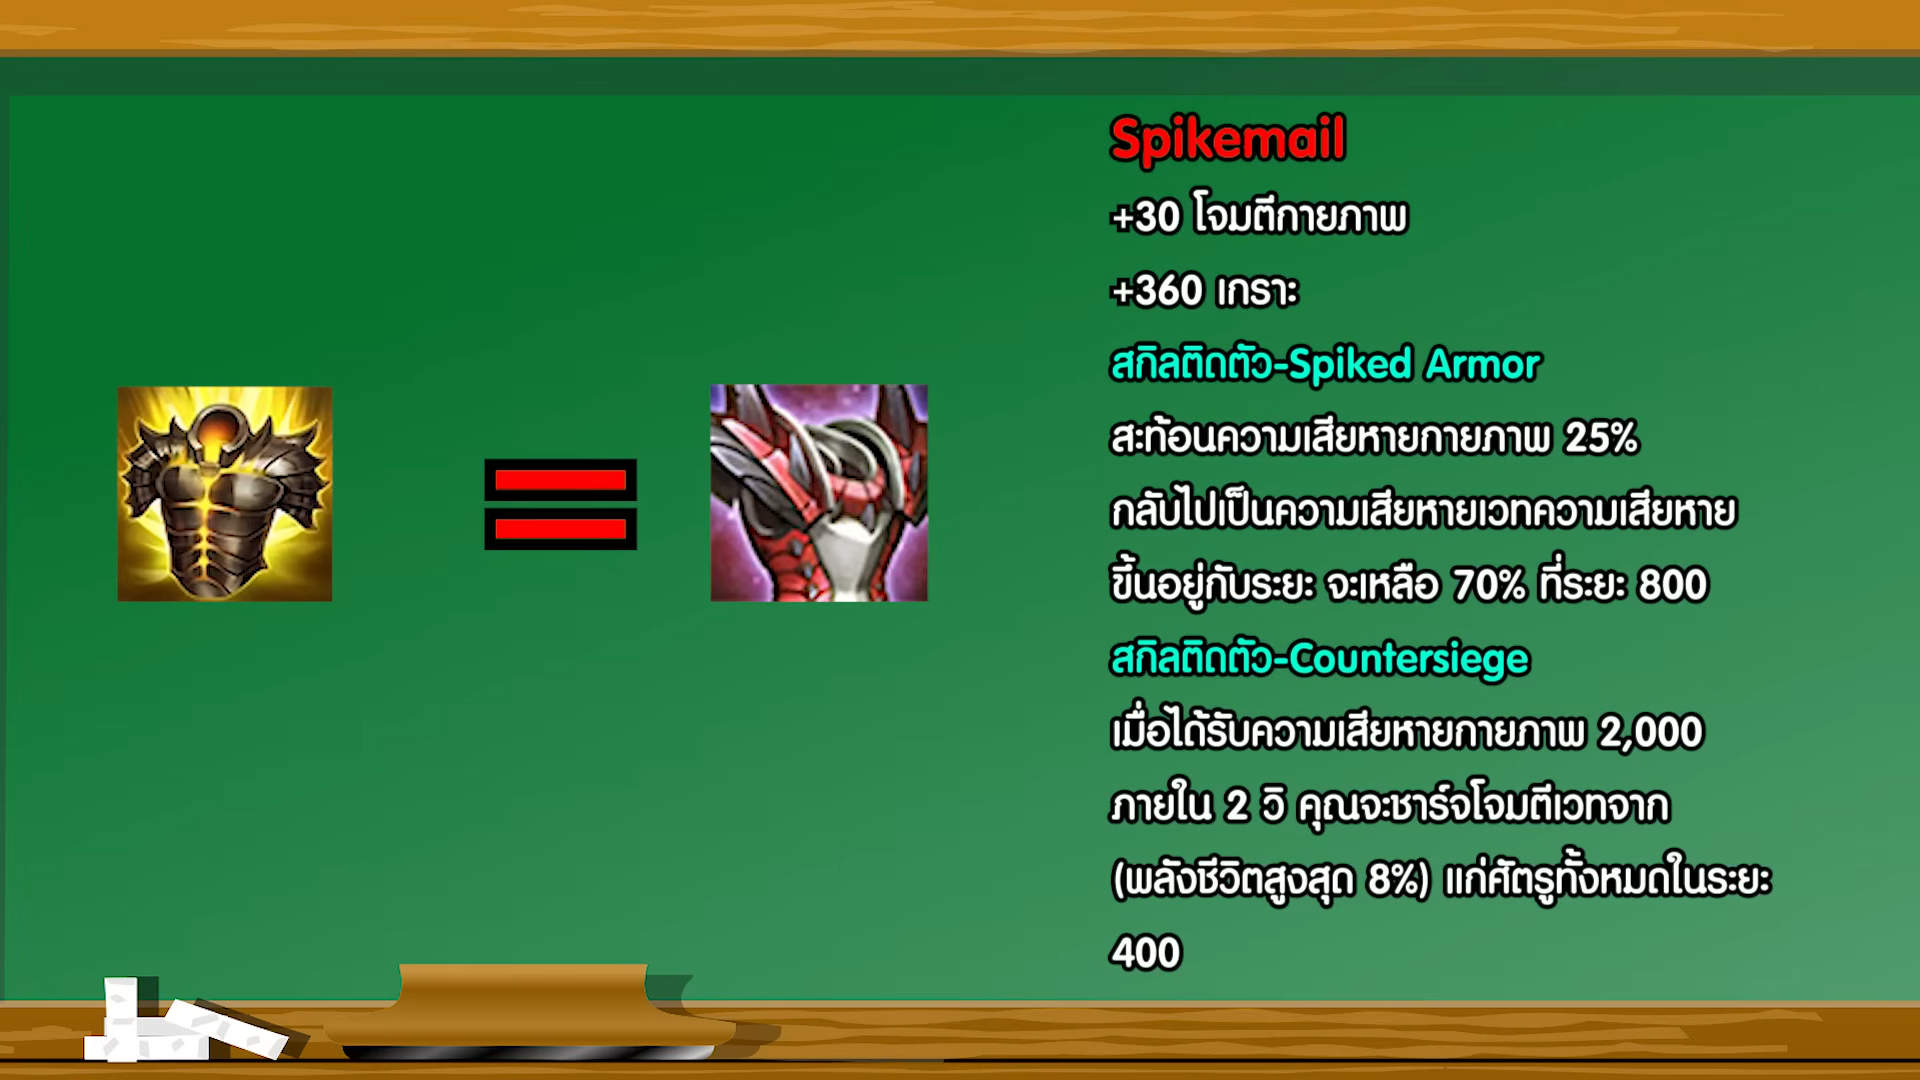 Spikemail
+30 โจมตีกายภาพ
+360 เกราะ
สกิลติดตัว-Spiked Armor
สะท้อนความเสียหายกายภาพ 25%
กลับไปเป็นความเสียหายเวทความเสียหาย
ขึ้นอยู่กับระยะ จะเหลือ 70% ที่ระยะ 800
สกิลติดตัว-Countersiege
เมื่อได้รับความเสียหายกายภาพ 2,000
ภายใน 2 วิ คุณจะชาร์จโจมตีเวทจาก
(พลังชีวิตสูงสุด 8%) แก่ศัตรูทั้งหมดในระยะ
400